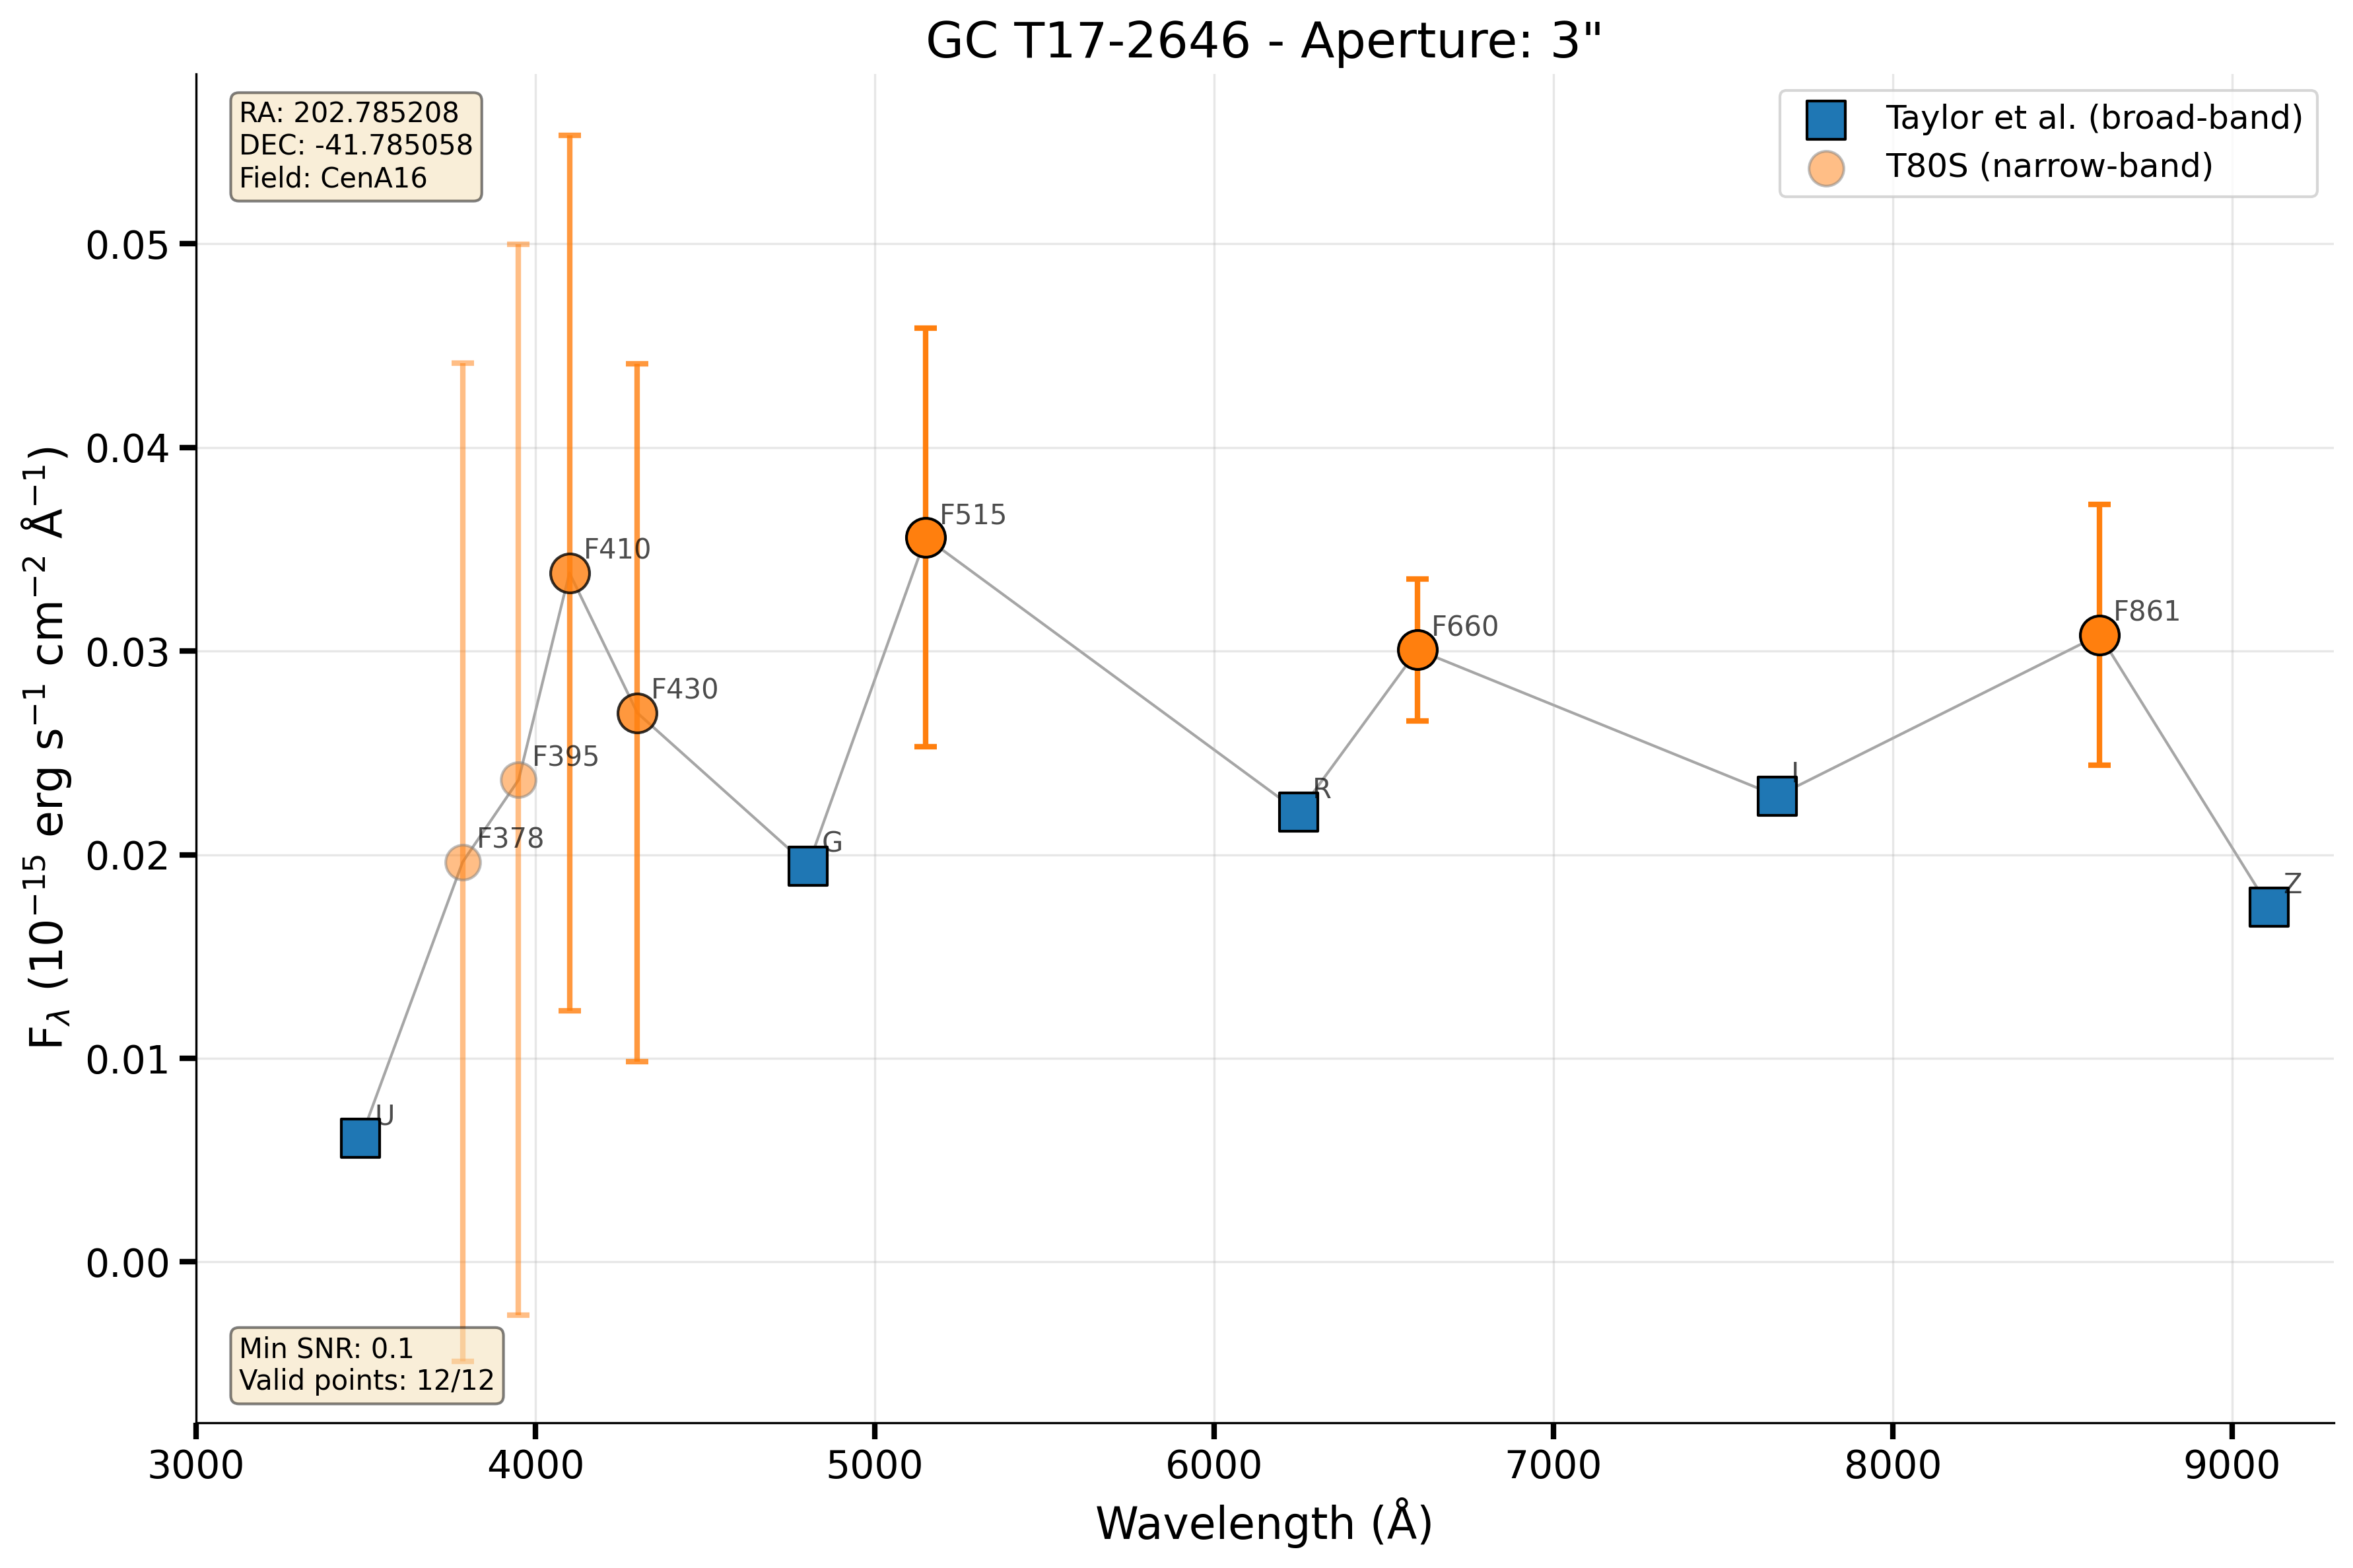 GC T17-2646 - Aperture: 3"
RA: 202.785208
DEC: -41.785058
Field: CenA16
Taylor et al. (broad-band)
T80S (narrow-band)
F_λ (10⁻¹⁵ erg s⁻¹ cm⁻² Å⁻¹)
0.05
0.04
0.03
0.02
0.01
0.00
F515
F410
F861
F660
F430
I
F395
R
G
F378
Z
U
Min SNR: 0.1
Valid points: 12/12
3000
4000
5000
6000
7000
8000
9000
Wavelength (Å)